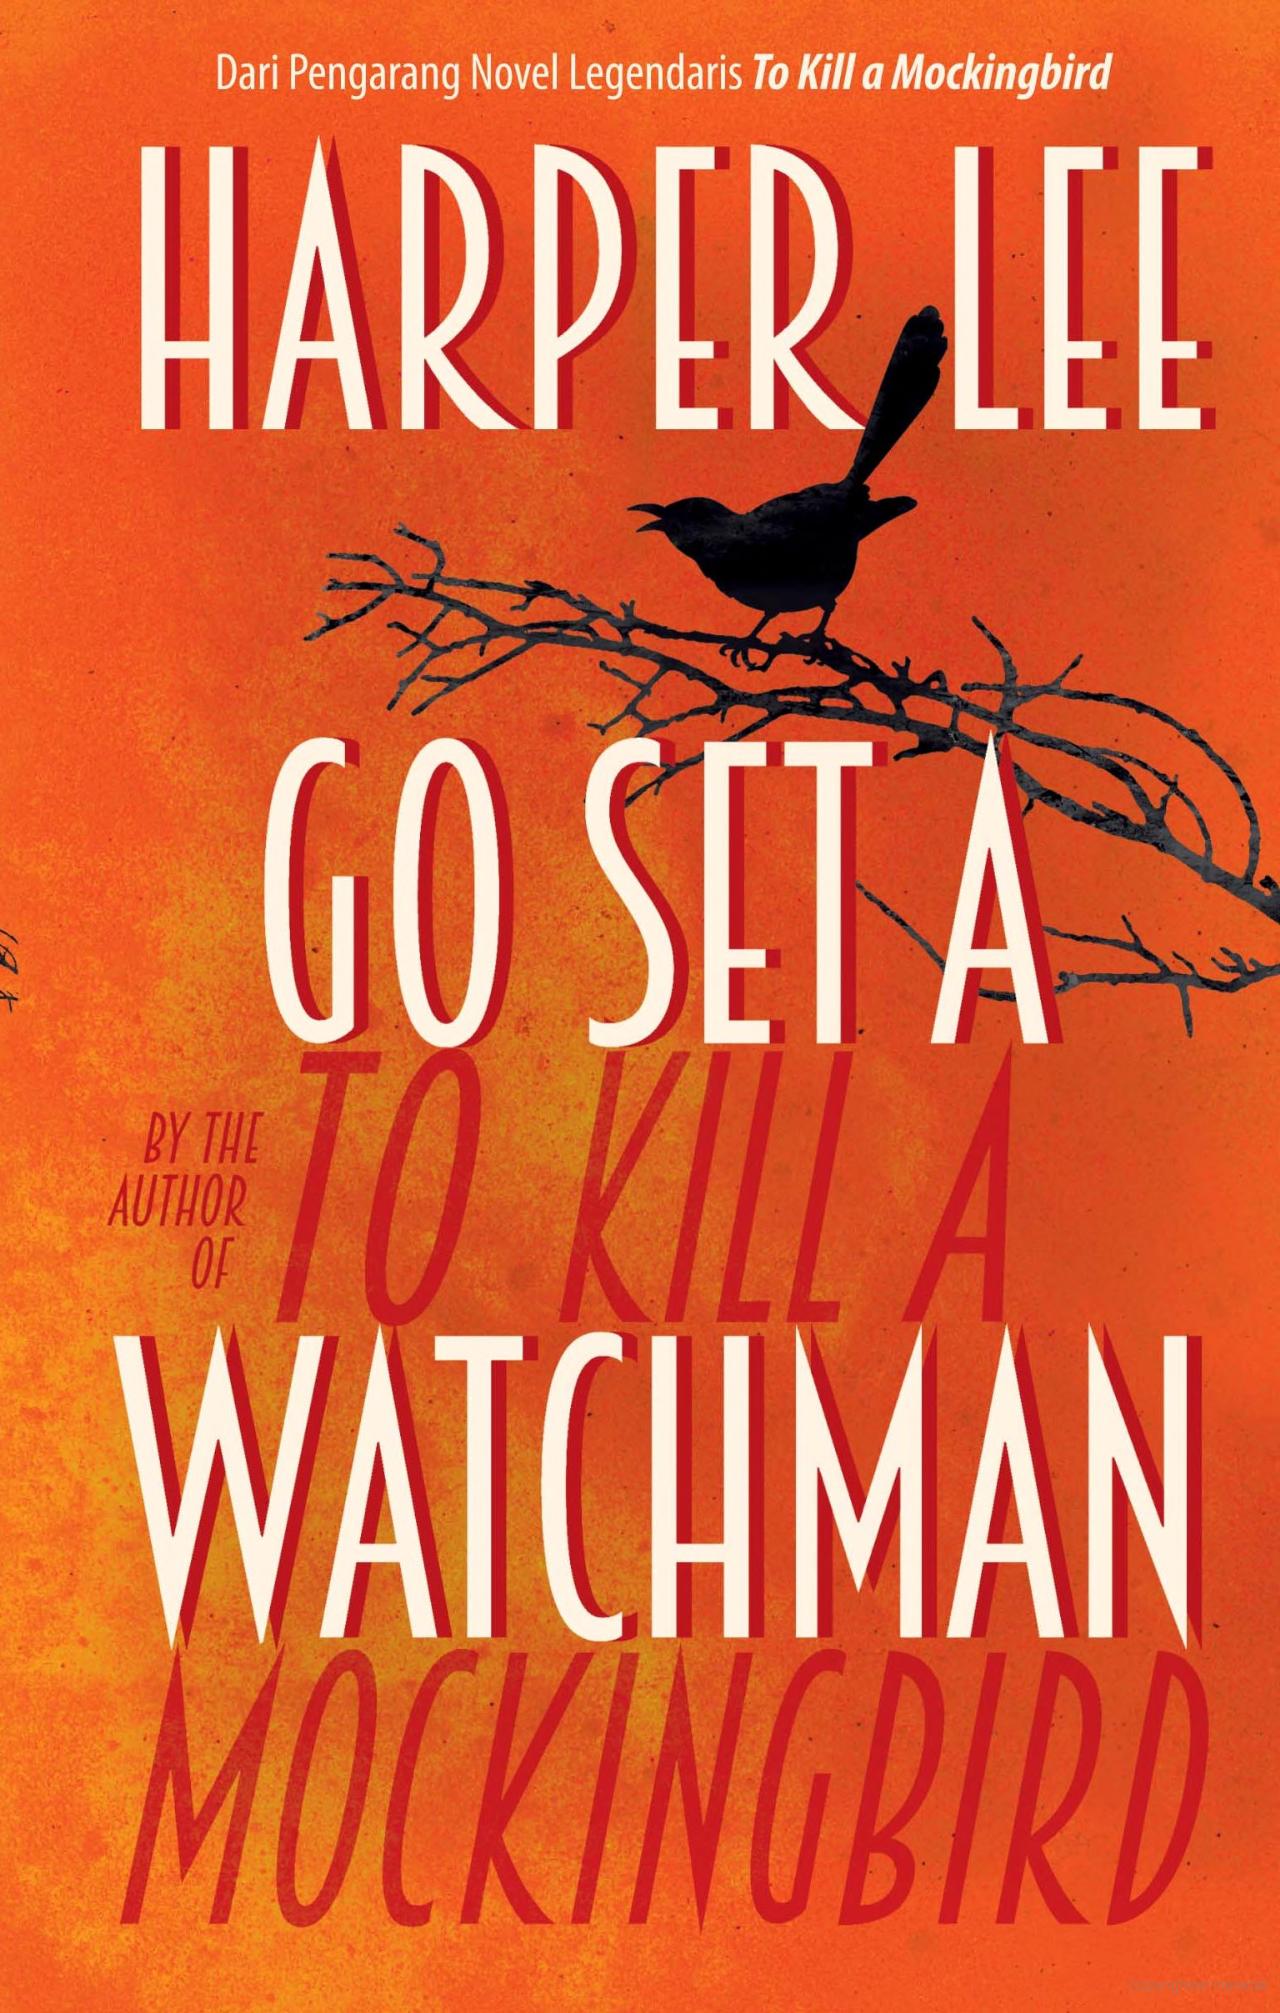 Dari Pengarang Novel Legendaris To Kill a Mockingbird
HARPER LEE
GO SET A
BY THE
AUTHOR
OF
TO KILL A
WATCHMAN
MOCKINGBIRD